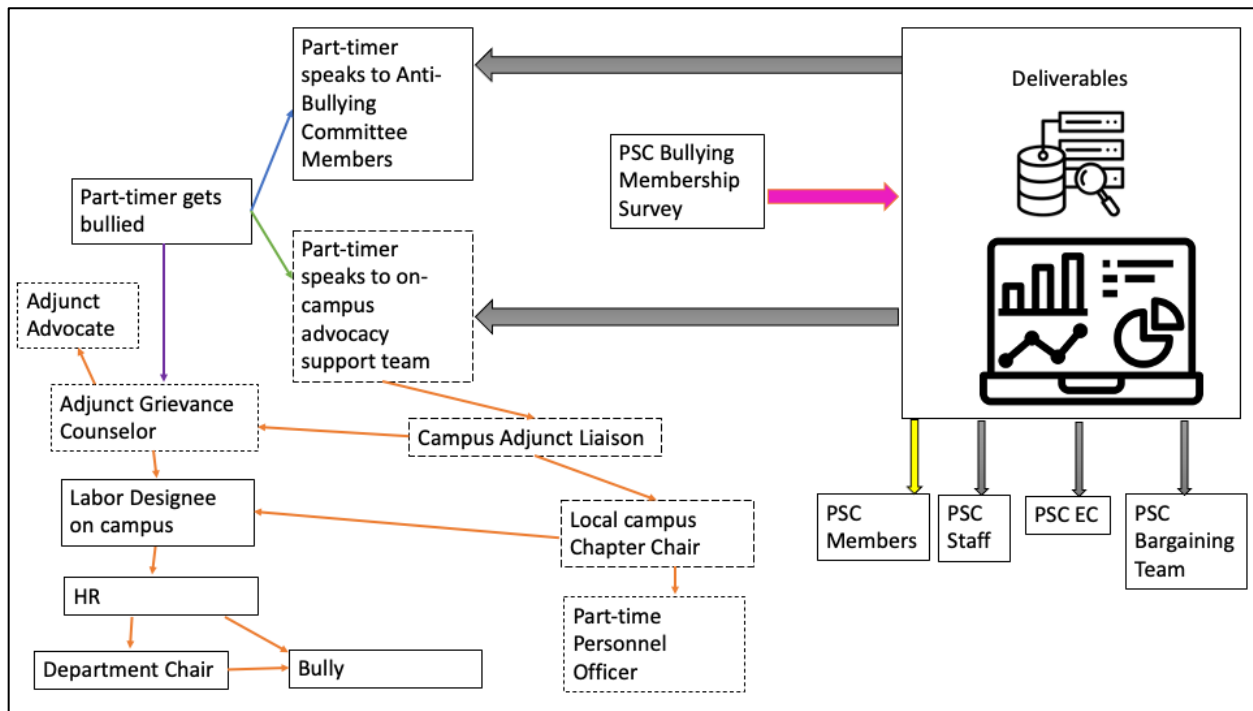 Part-timer
speaks to Anti-
Bullying
Committee
Members
Deliverables
PSC Bullying
Membership
Survey
Part-timer gets
bullied
Part-timer
speaks to on-
campus
advocacy
support team
Adjunct
Advocate
Adjunct Grievance
Counselor
Campus Adjunct Liaison
Labor Designee
on campus
Local campus
Chapter Chair
PSC
Members
PSC
Staff
PSC EC
PSC
Bargaining
Team
HR
Part-time
Personnel
Officer
Department Chair
Bully